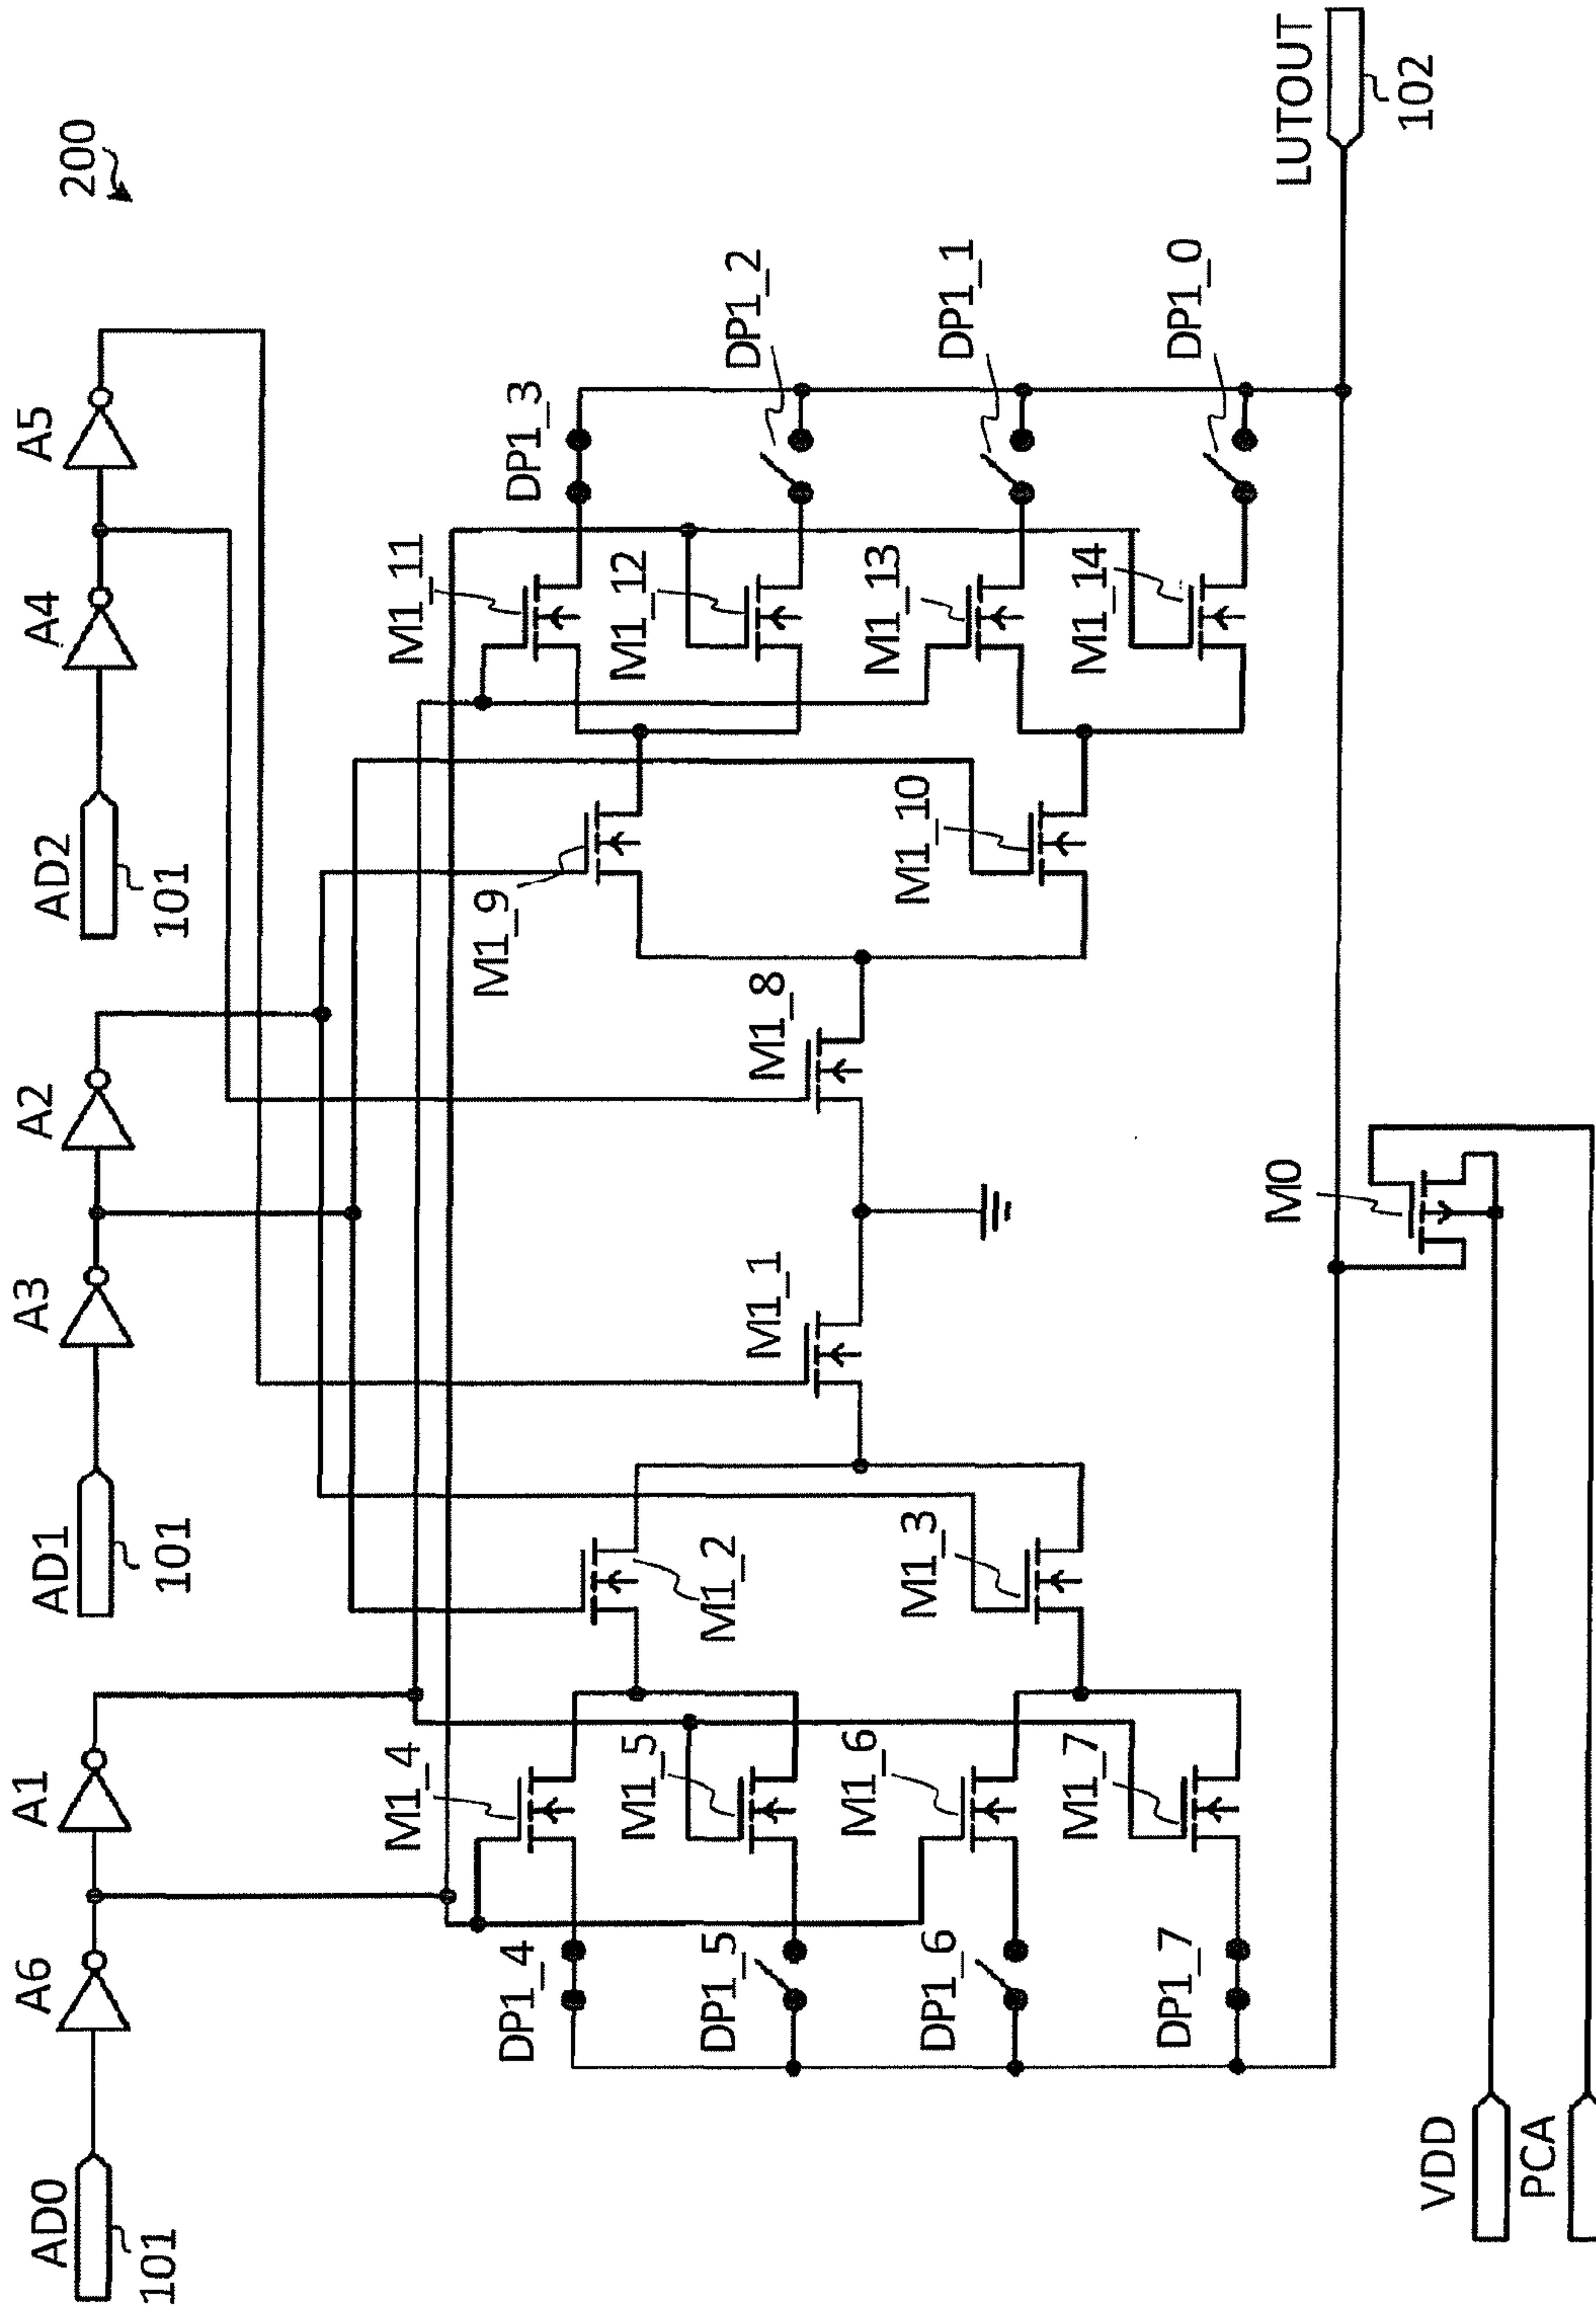 200
AD0
101
A6
A1
AD1
101
A3
A2
AD2
101
A4
A5
M1_4
M1_5
M1_6
M1_7
DP1_4
DP1_5
DP1_6
DP1_7
M1_2
M1_3
M1_1
M1_8
M1_9
M1_10
M1_11
M1_12
M1_13
M1_14
DP1_3
DP1_2
DP1_1
DP1_0
M0
VDD
PCA
LUTOUT
102